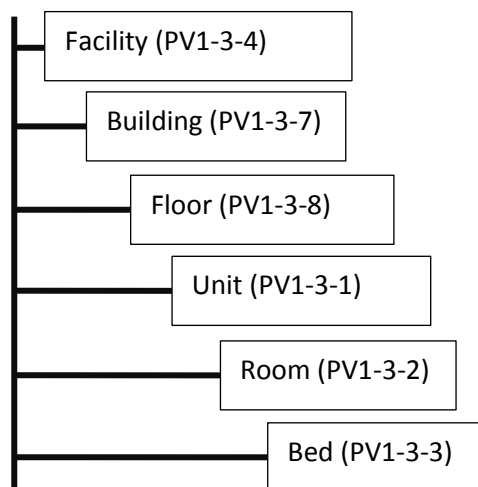 Facility (PV1-3-4)
Building (PV1-3-7)
Floor (PV1-3-8)
Unit (PV1-3-1)
Room (PV1-3-2)
Bed (PV1-3-3)